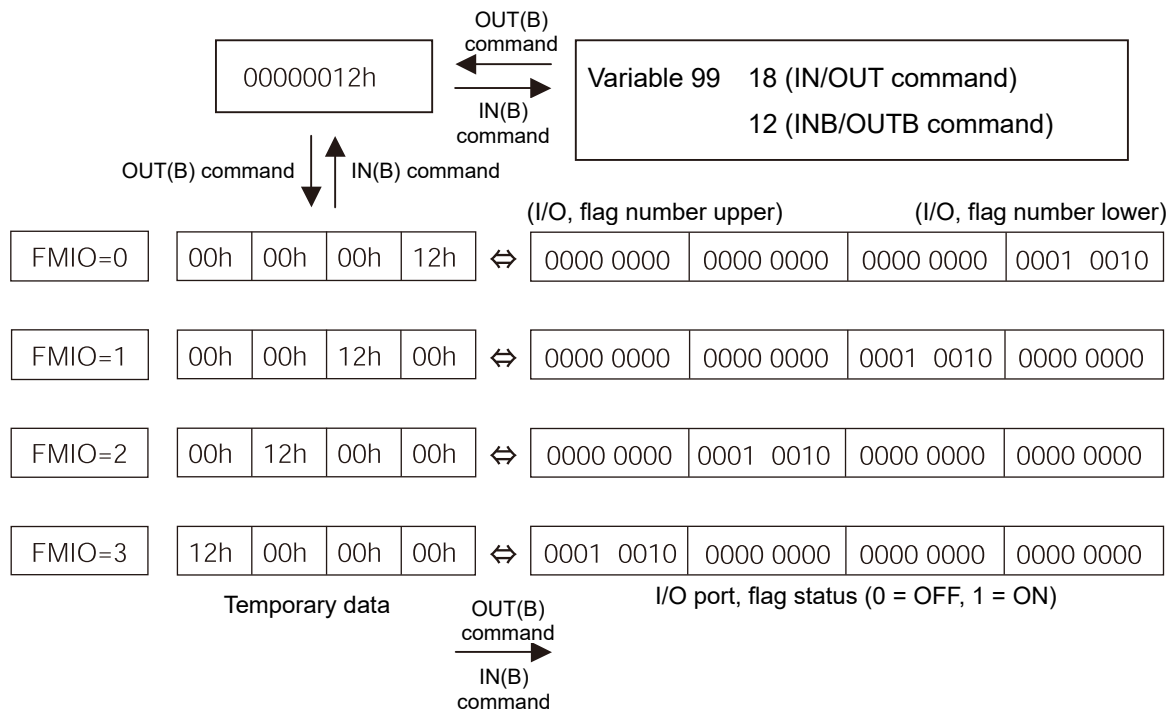 OUT(B)
command
00000012h
Variable 99 18 (IN/OUT command)
IN(B)
command
12 (INB/OUTB command)
OUT(B) command IN(B) command
(I/O, flag number upper) (I/O, flag number lower)
FMIO=0 00h 00h 00h 12h ⇔ 0000 0000 0000 0000 0000 0000 0001 0010
FMIO=1 00h 00h 12h 00h ⇔ 0000 0000 0000 0000 0001 0010 0000 0000
FMIO=2 00h 12h 00h 00h ⇔ 0000 0000 0001 0010 0000 0000 0000 0000
FMIO=3 12h 00h 00h 00h ⇔ 0001 0010 0000 0000 0000 0000 0000 0000
Temporary data
I/O port, flag status (0 = OFF, 1 = ON)
OUT(B)
command
IN(B)
command